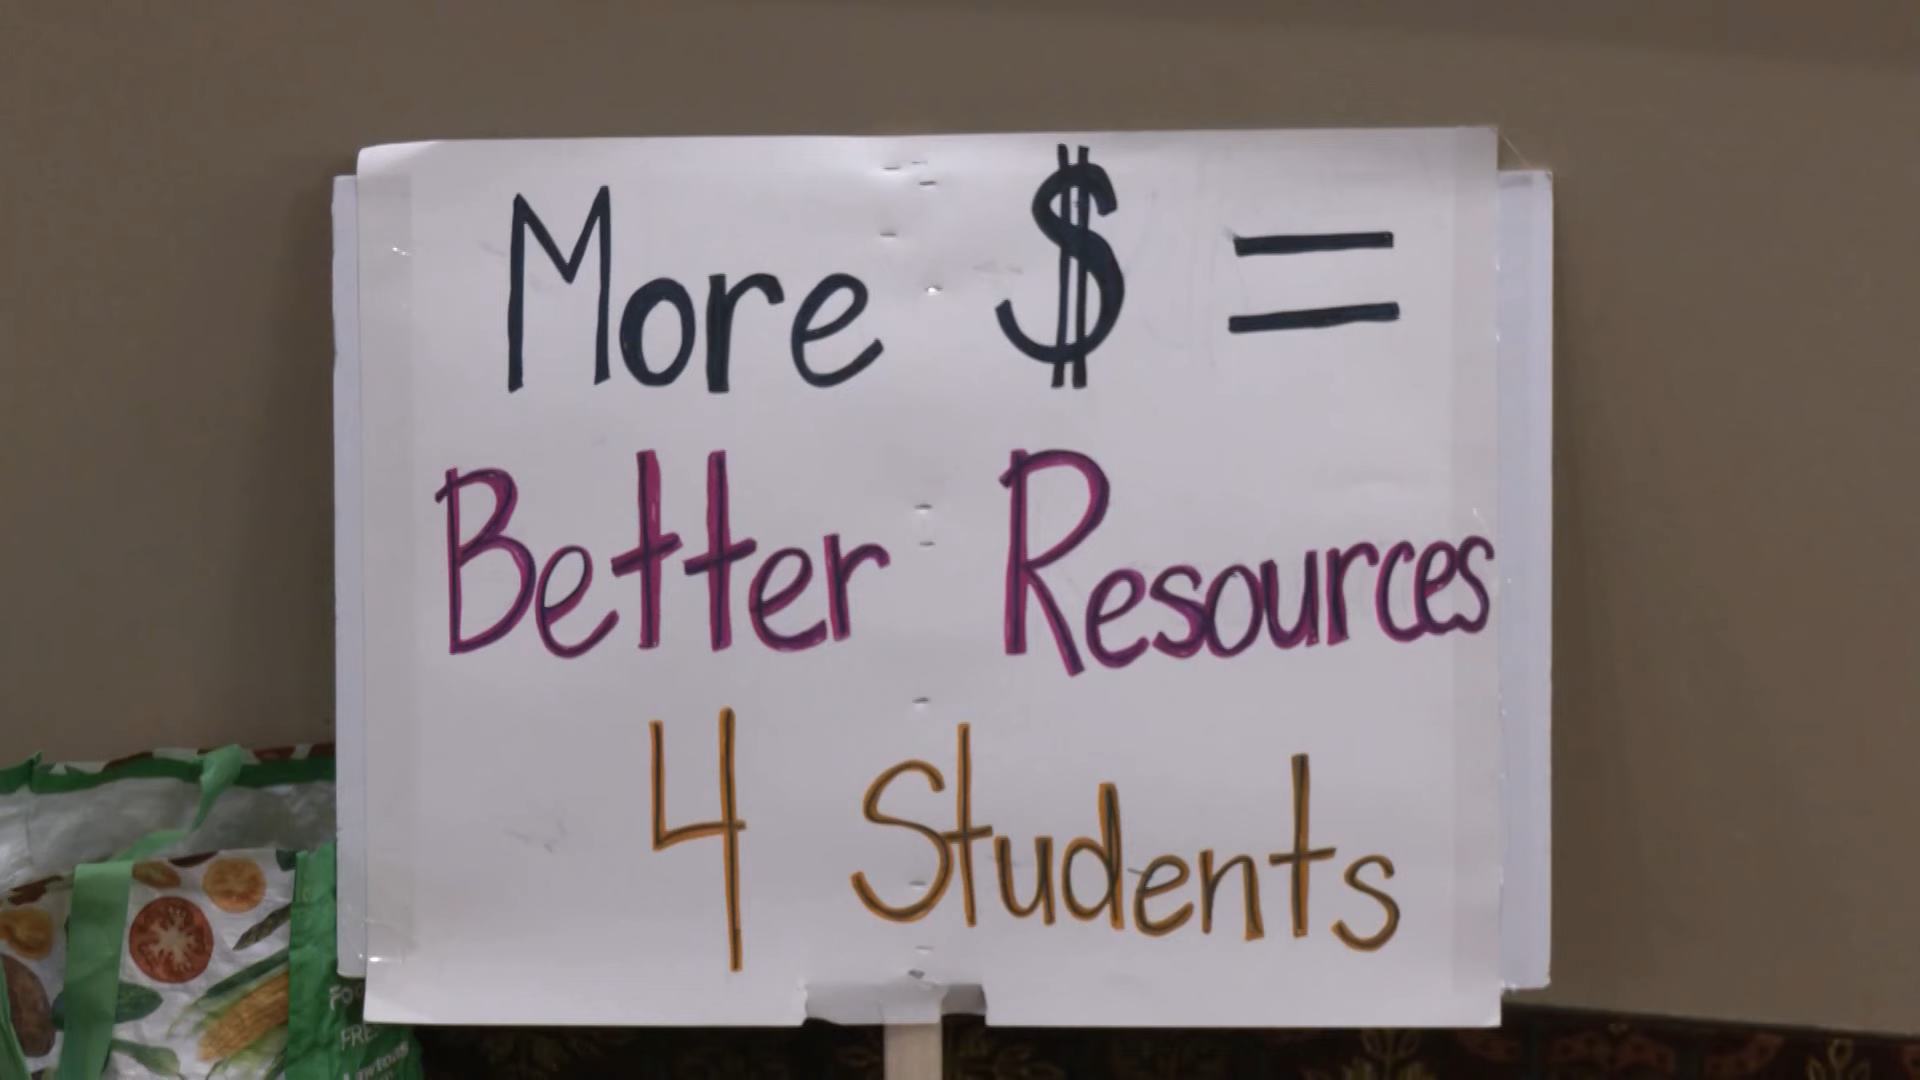 More $ =
Better Resources
4 Students